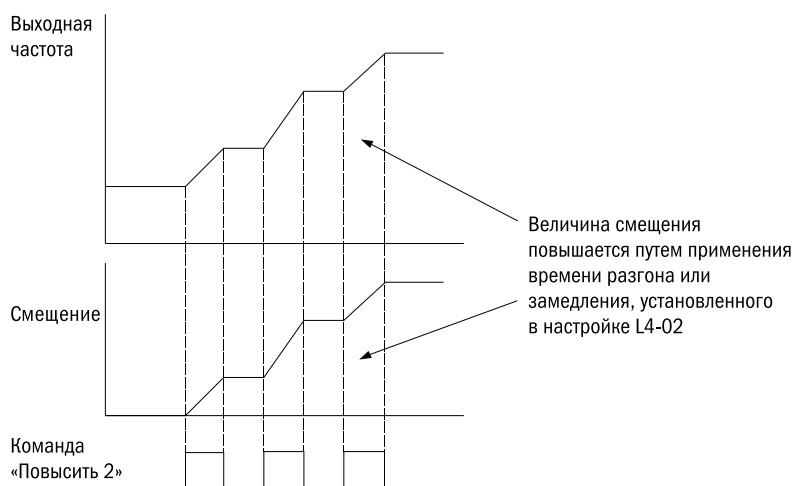 Выходная
частота
Величина смещения
повышается путем применения
времени разгона или
замедления, установленного
в настройке L4-02
Смещение
Команда
«Повысить 2»